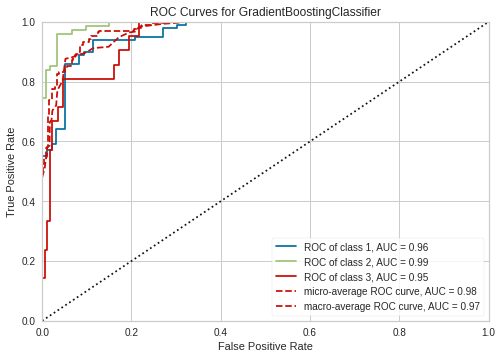 ROC Curves for GradientBoostingClassifier
1.0
0.8
0.6
0.4
0.2
0.0
True Positive Rate
ROC of class 1, AUC = 0.96
ROC of class 2, AUC = 0.99
ROC of class 3, AUC = 0.95
micro-average ROC curve, AUC = 0.98
macro-average ROC curve, AUC = 0.97
0.0 0.2 0.4 0.6 0.8 1.0
False Positive Rate